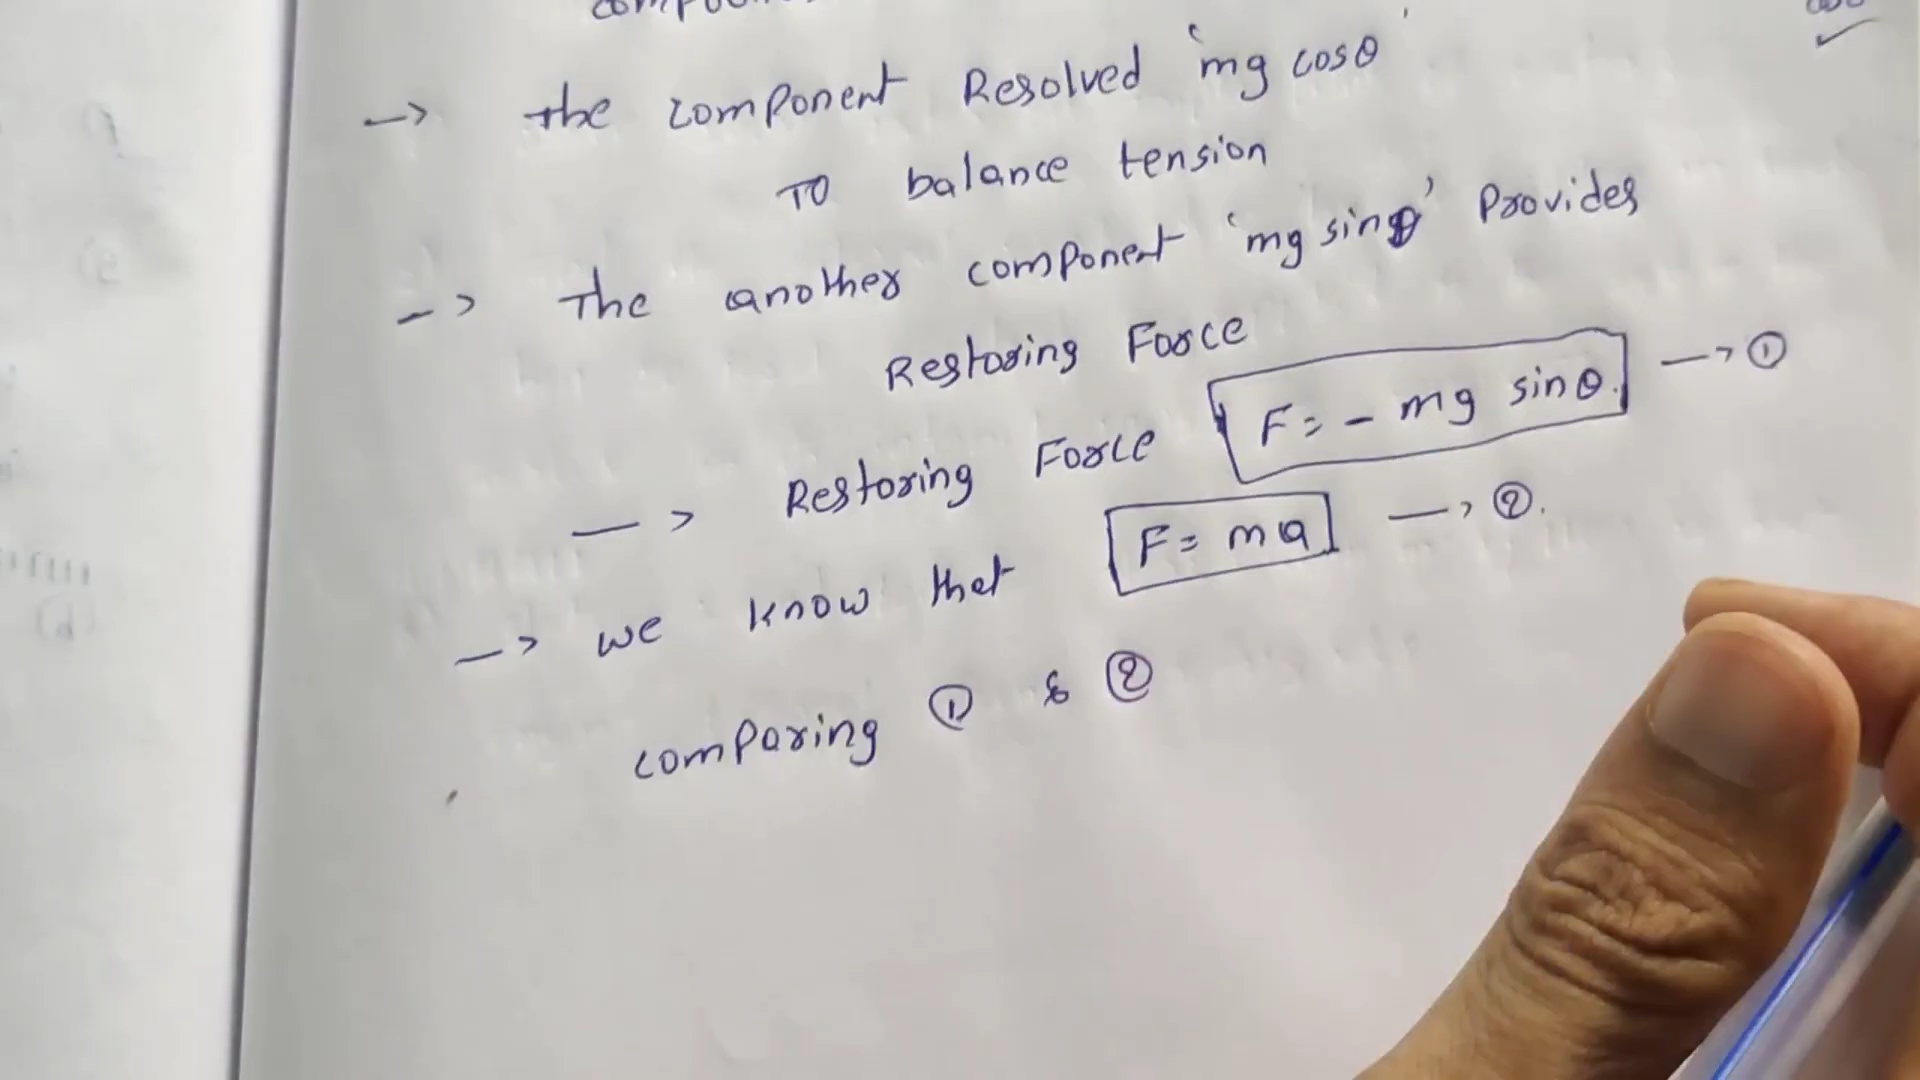 -> the component Resolved 'mg cosθ'
TO balance tension
-> The another component 'mg sinθ' Provides
Restoring Force
-> Restoring Force F = - mg sinθ. -> ①
-> we know that F = ma -> ②.
comparing ① & ②